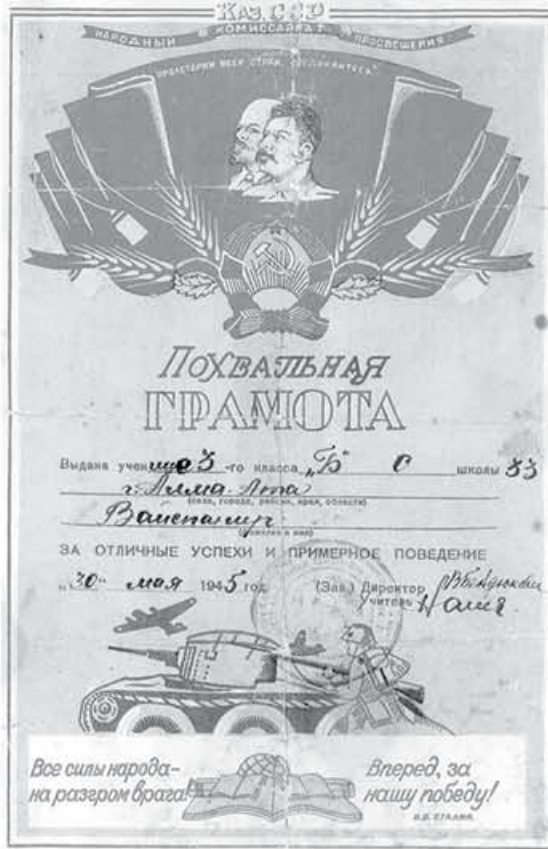 КАЗ. ССР
НАРОДНЫЙ КОМИССАРИАТ ПРОСВЕЩЕНИЯ
ПРОЛЕТАРИИ ВСЕХ СТРАН, СОЕДИНЯЙТЕСЬ!
ПОХВАЛЬНАЯ
ГРАМОТА
Выдана ученице 3-го класса „Б“ с школы 33
г. Алма-Ата
(села, города, района, края, области)
(фамилия и имя)
ЗА ОТЛИЧНЫЕ УСПЕХИ И ПРИМЕРНОЕ ПОВЕДЕНИЕ
„30“ мая 1945 год. (Зав.) Директор
Учитель
Все силы народа – Вперед, за
на разгром врага! нашу победу!
И.В. СТАЛИН.